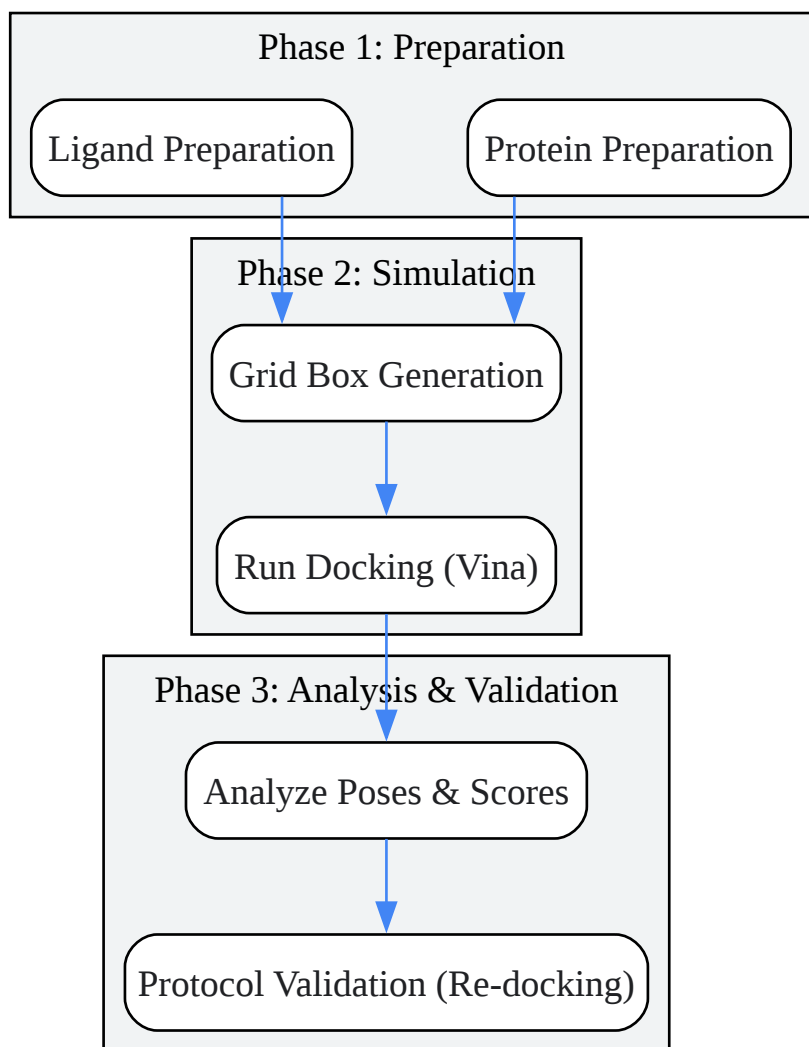 Phase 1: Preparation
Ligand Preparation
Protein Preparation
Phase 2: Simulation
Grid Box Generation
Run Docking (Vina)
Phase 3: Analysis & Validation
Analyze Poses & Scores
Protocol Validation (Re-docking)